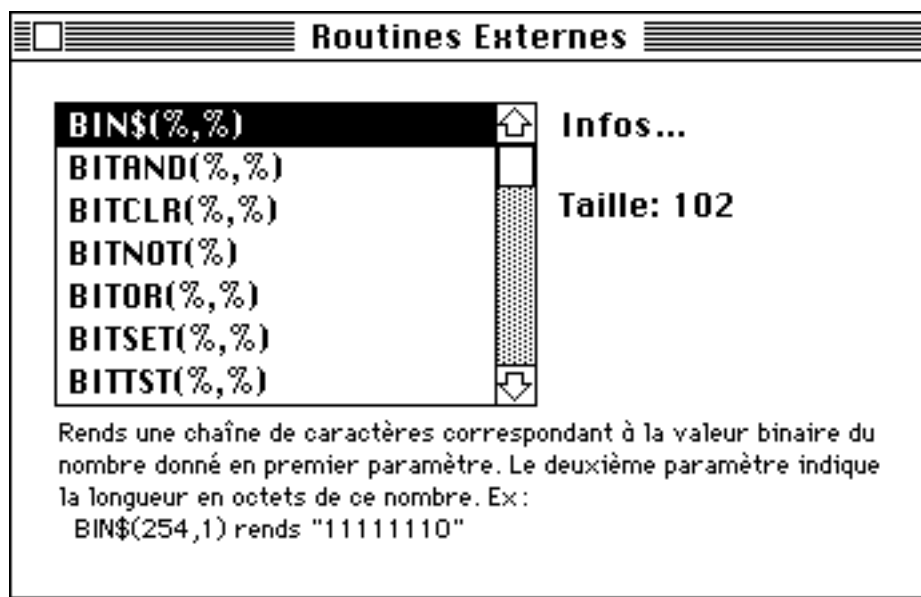 Routines Externes
BIN$(%,%)
Infos...
BITAND(%,%)
BITCLR(%,%)
Taille: 102
BITNOT(%)
BITOR(%,%)
BITSET(%,%)
BITTST(%,%)
Rends une chaîne de caractères correspondant à la valeur binaire du
nombre donné en premier paramètre. Le deuxième paramètre indique
la longueur en octets de ce nombre. Ex:
BIN$(254,1) rends "11111110"